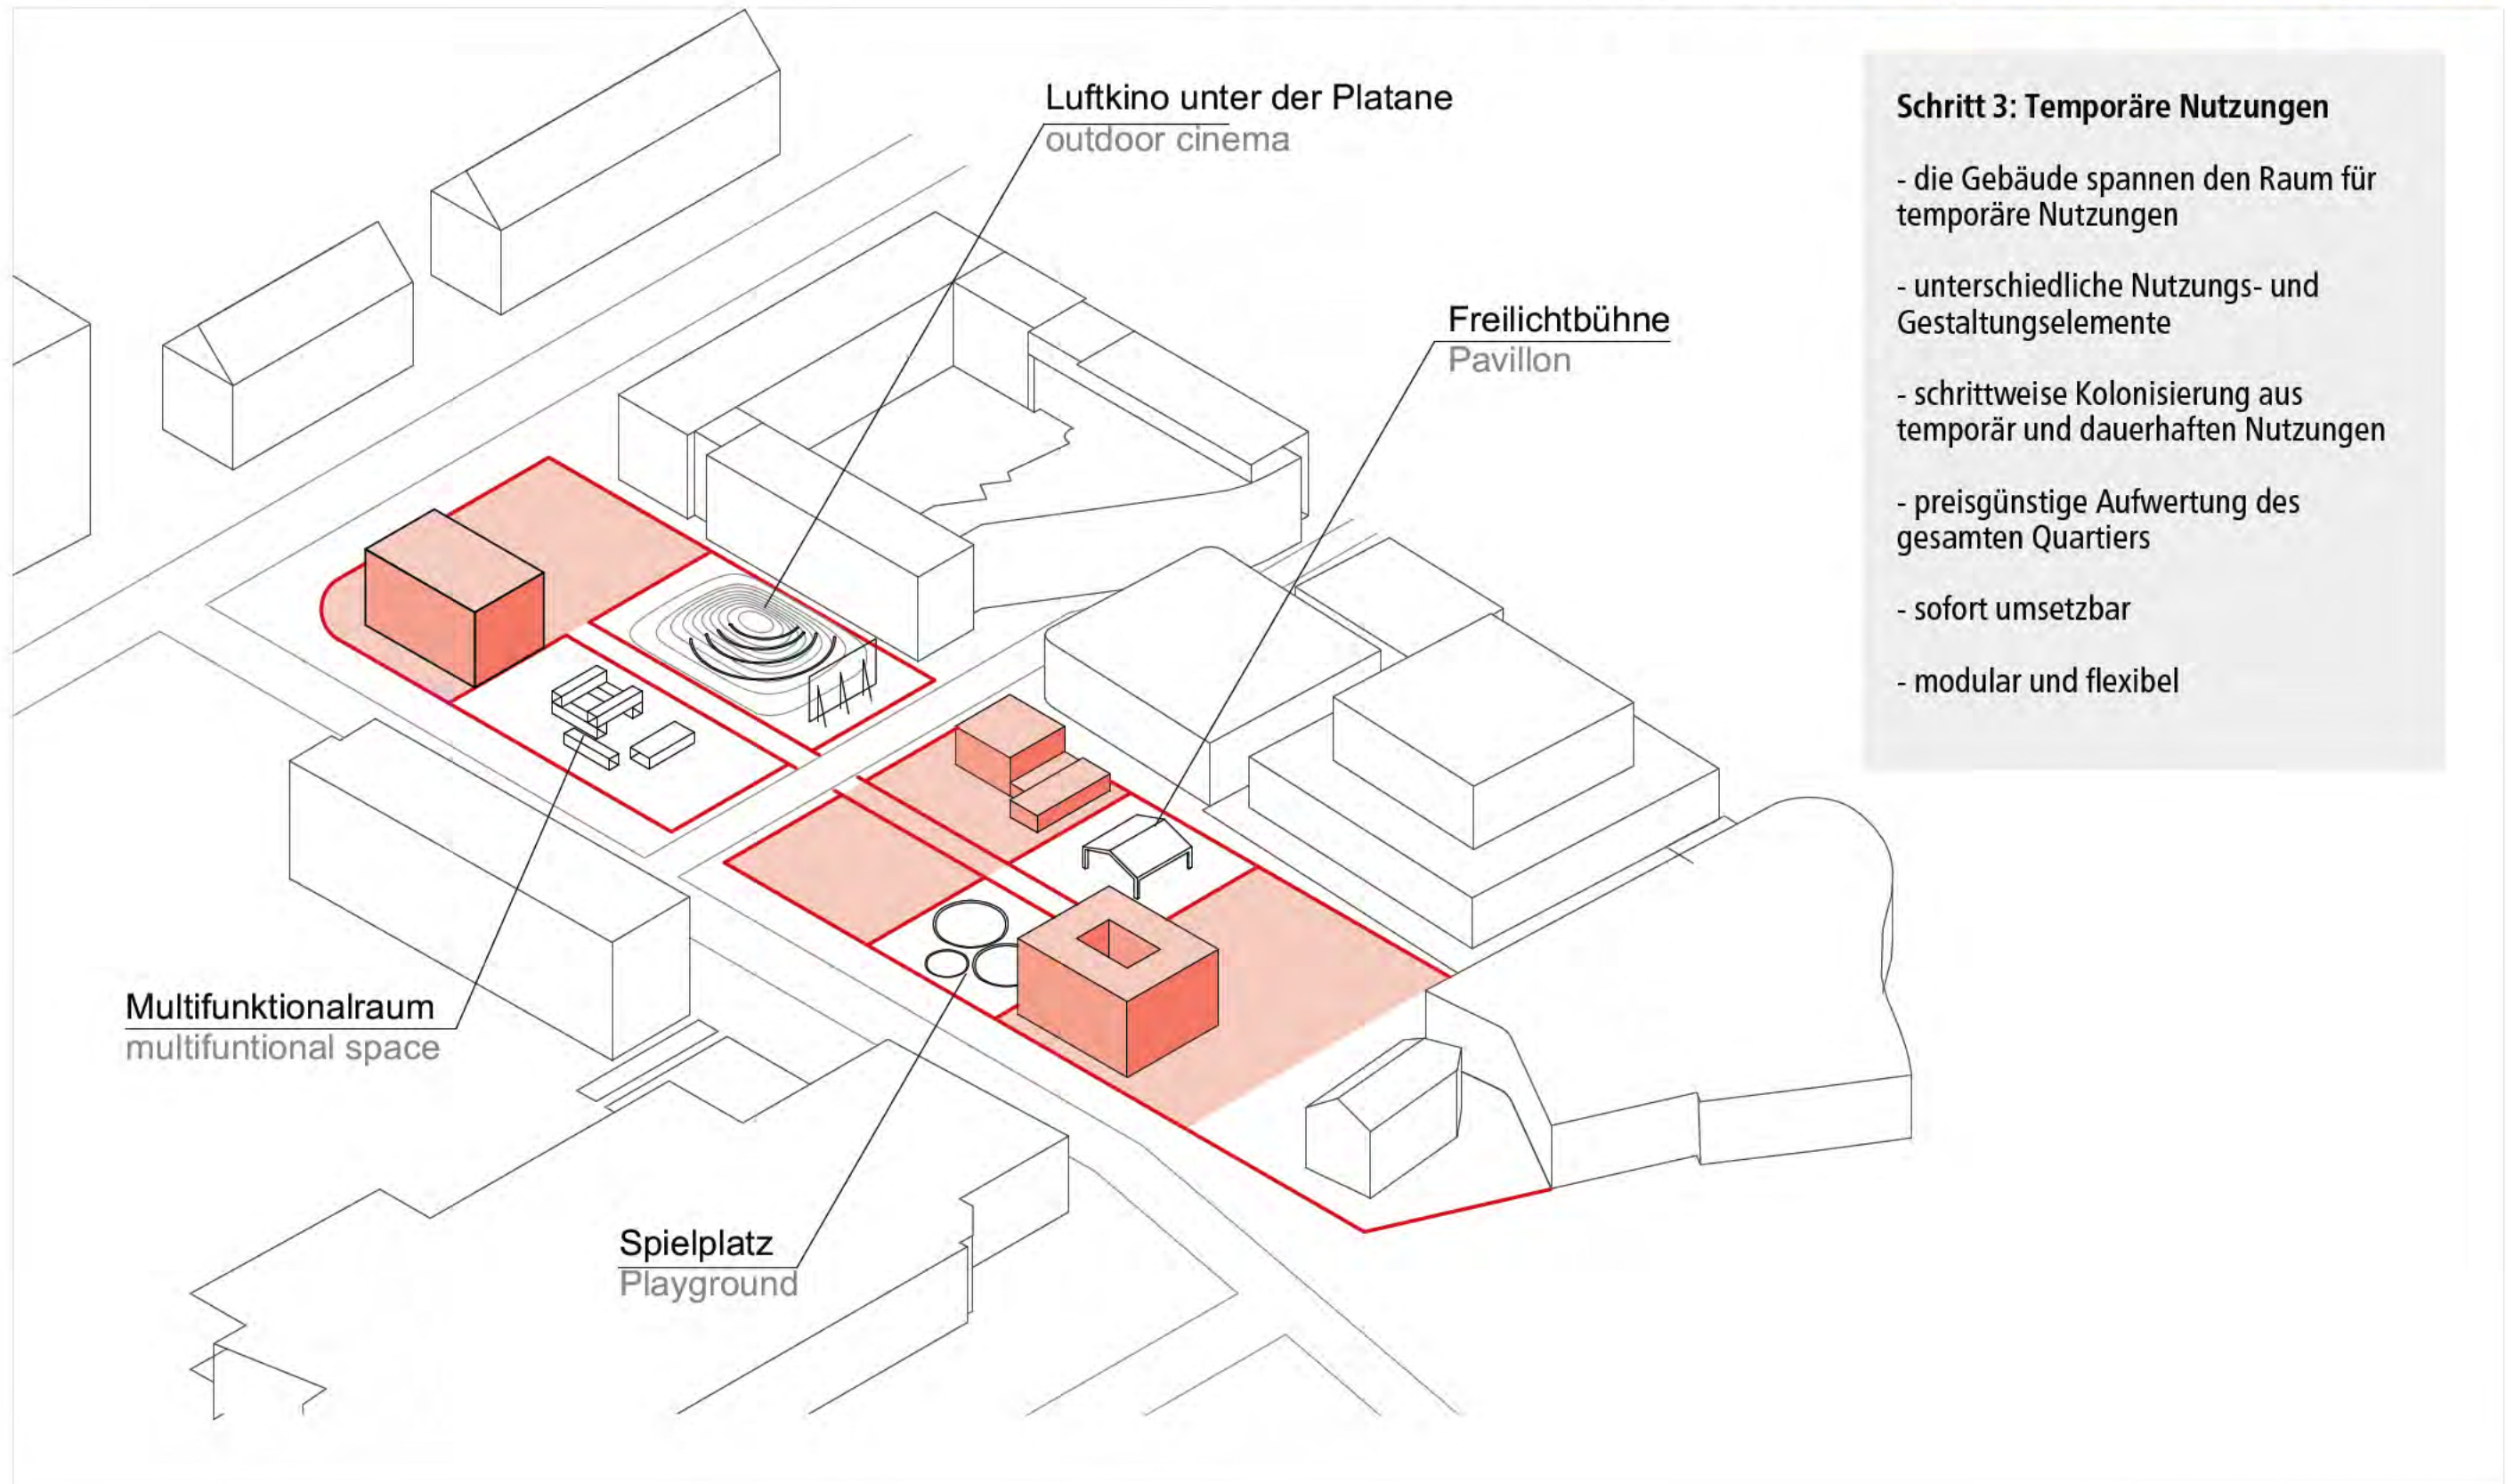 Luftkino unter der Platane
outdoor cinema
Freilichtbühne
Pavillon
Multifunktionalraum
multifuntional space
Spielplatz
Playground
Schritt 3: Temporäre Nutzungen
- die Gebäude spannen den Raum für
temporäre Nutzungen
- unterschiedliche Nutzungs- und
Gestaltungselemente
- schrittweise Kolonisierung aus
temporär und dauerhaften Nutzungen
- preisgünstige Aufwertung des
gesamten Quartiers
- sofort umsetzbar
- modular und flexibel